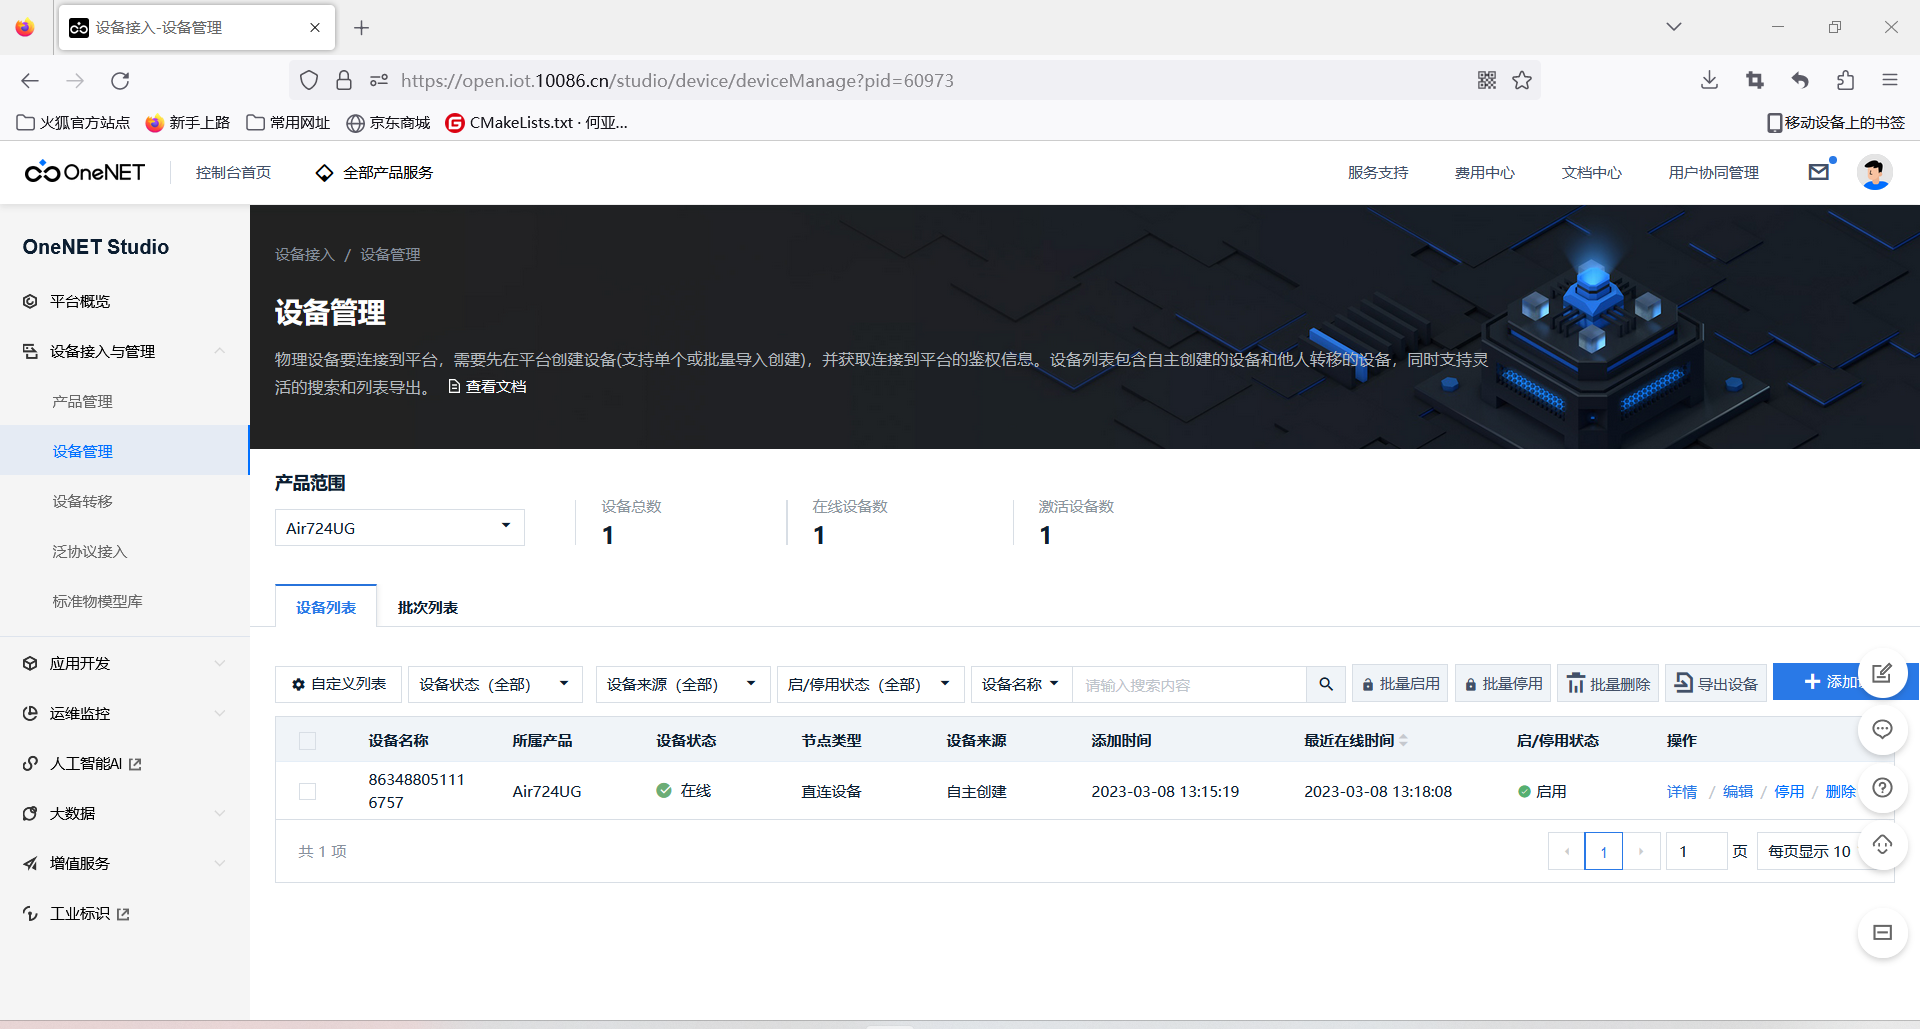 设备接入-设备管理
https://open.iot.10086.cn/studio/device/deviceManage?pid=60973
火狐官方站点
新手上路
常用网址
京东商城
CMakeLists.txt · 何亚...
移动设备上的书签
OneNET
控制台首页
全部产品服务
服务支持
费用中心
文档中心
用户协同管理
OneNET Studio
平台概览
设备接入与管理
产品管理
设备管理
设备转移
泛协议接入
标准物模型库
应用开发
运维监控
人工智能AI
大数据
增值服务
工业标识
设备接入 / 设备管理
设备管理
物理设备要连接到平台，需要先在平台创建设备(支持单个或批量导入创建)，并获取连接到平台的鉴权信息。设备列表包含自主创建的设备和他人转移的设备，同时支持灵
活的搜索和列表导出。 查看文档
产品范围
Air724UG
设备总数
1
在线设备数
1
激活设备数
1
设备列表
批次列表
自定义列表
设备状态（全部）
设备来源（全部）
启/停用状态（全部）
设备名称
请输入搜索内容
批量启用
批量停用
批量删除
导出设备
添加
设备名称 所属产品 设备状态 节点类型 设备来源 添加时间 最近在线时间 启/停用状态 操作
86348805111
6757
Air724UG 在线 直连设备 自主创建 2023-03-08 13:15:19 2023-03-08 13:18:08 启用 详情 / 编辑 / 停用 / 删除
共 1 项
1
1 页
每页显示 10